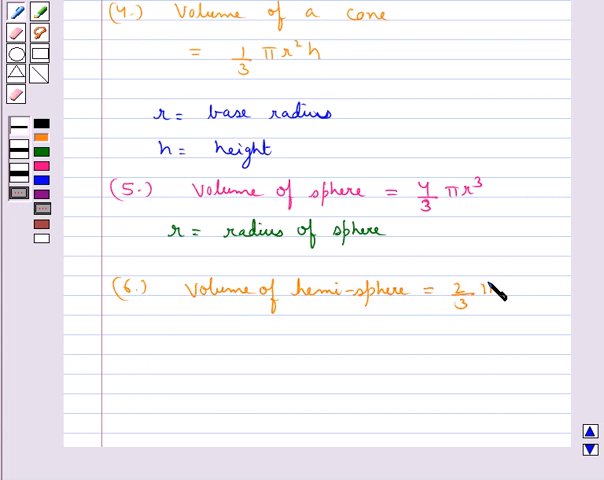 (4.) Volume of a cone
= 1/3 πr²h
r = base radius
h = height
(5.) Volume of sphere = 4/3 πr³
r = radius of sphere
(6.) Volume of hemi-sphere = 2/3 π